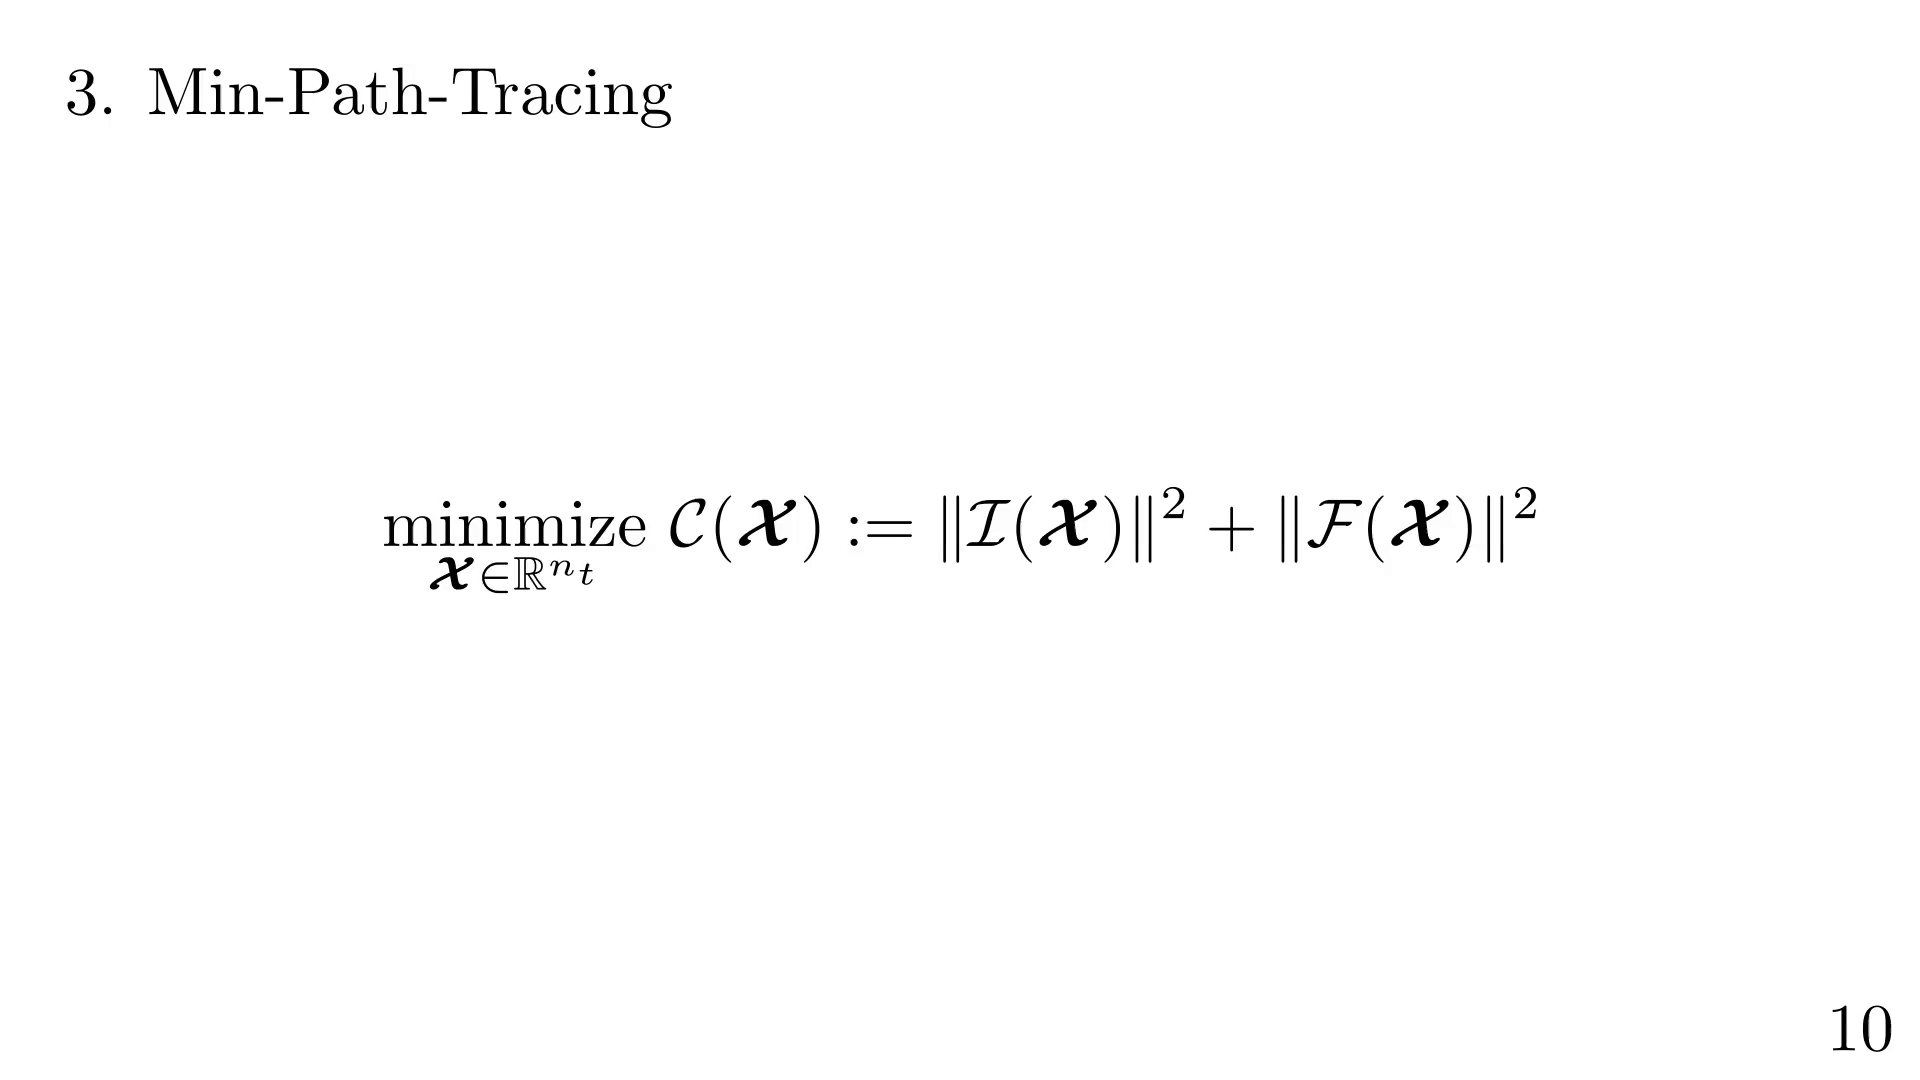 3. Min-Path-Tracing
minimize 𝒞(𝓧) := ‖ℐ(𝓧)‖² + ‖ℱ(𝓧)‖²
𝓧∈ℝⁿₜ
10